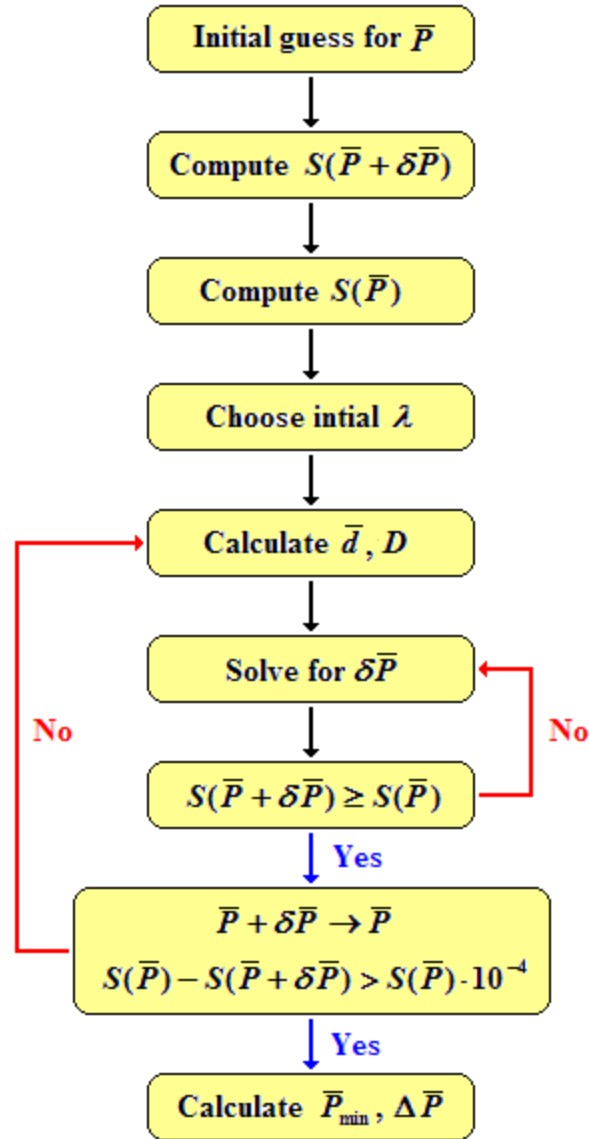 Initial guess for P̅
Compute S(P̅ + δP̅)
Compute S(P̅)
Choose intial λ
Calculate d̅ , D
Solve for δP̅
No
No
S(P̅ + δP̅) ≥ S(P̅)
Yes
P̅ + δP̅ → P̅
S(P̅) − S(P̅ + δP̅) > S(P̅) · 10⁻⁴
Yes
Calculate P̅ₘᵢₙ , Δ P̅